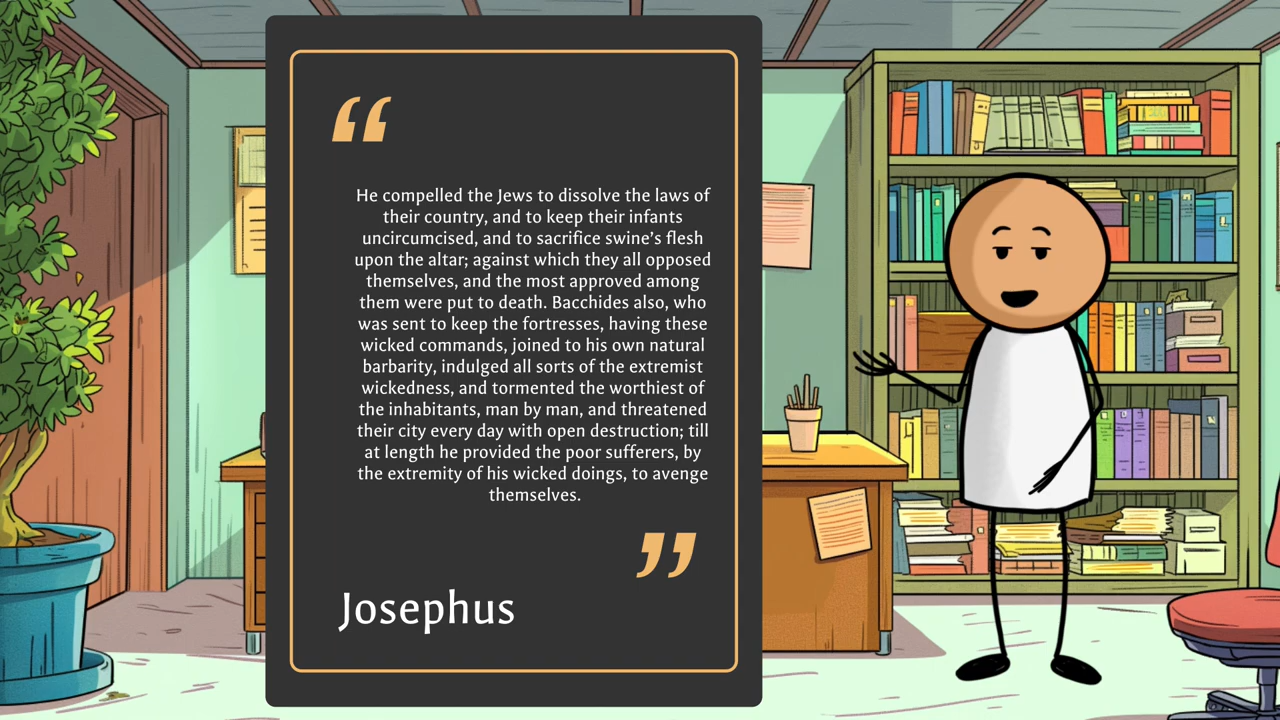 “
He compelled the Jews to dissolve the laws of
their country, and to keep their infants
uncircumcised, and to sacrifice swine’s flesh
upon the altar; against which they all opposed
themselves, and the most approved among
them were put to death. Bacchides also, who
was sent to keep the fortresses, having these
wicked commands, joined to his own natural
barbarity, indulged all sorts of the extremist
wickedness, and tormented the worthiest of
the inhabitants, man by man, and threatened
their city every day with open destruction; till
at length he provided the poor sufferers, by
the extremity of his wicked doings, to avenge
themselves.
”
Josephus